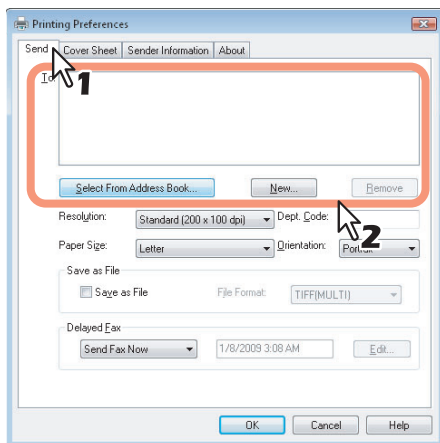 Printing Preferences
Send Cover Sheet Sender Information About
To
1
Select From Address Book... New... Remove
Resolution: Standard (200 x 100 dpi) Dept. Code:
2
Paper Size: Letter Orientation: Portrait
Save as File
Save as File File Format: TIFF(MULTI)
Delayed Fax
Send Fax Now 1/8/2009 3:08 AM Edit...
OK Cancel Help